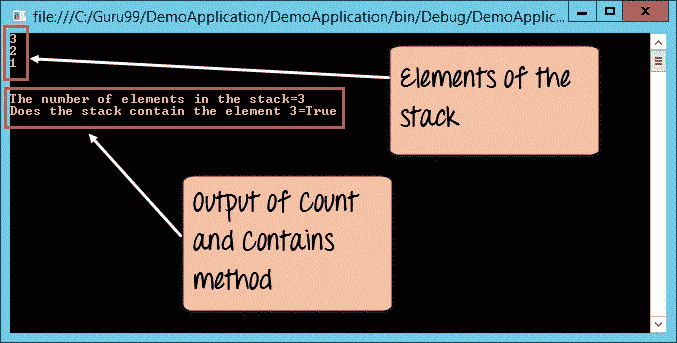 file:///C:/Guru99/DemoApplication/DemoApplication/bin/Debug/DemoApplic...
3
2
1
The number of elements in the stack=3
Does the stack contain the element 3=True
Elements of the
stack
Output of Count
and Contains
method